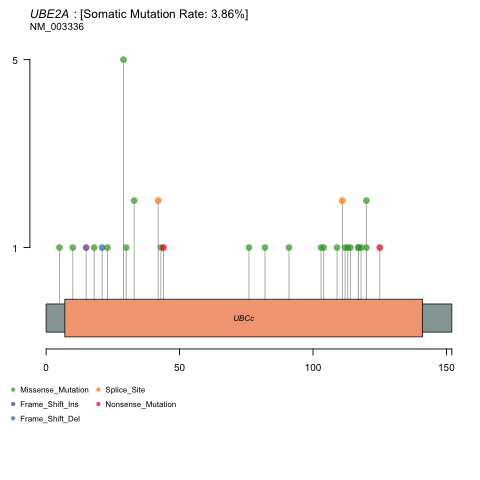 UBE2A : [Somatic Mutation Rate: 3.86%]
NM_003336
5
1
UBCc
0 50 100 150
Missense_Mutation Splice_Site
Frame_Shift_Ins Nonsense_Mutation
Frame_Shift_Del